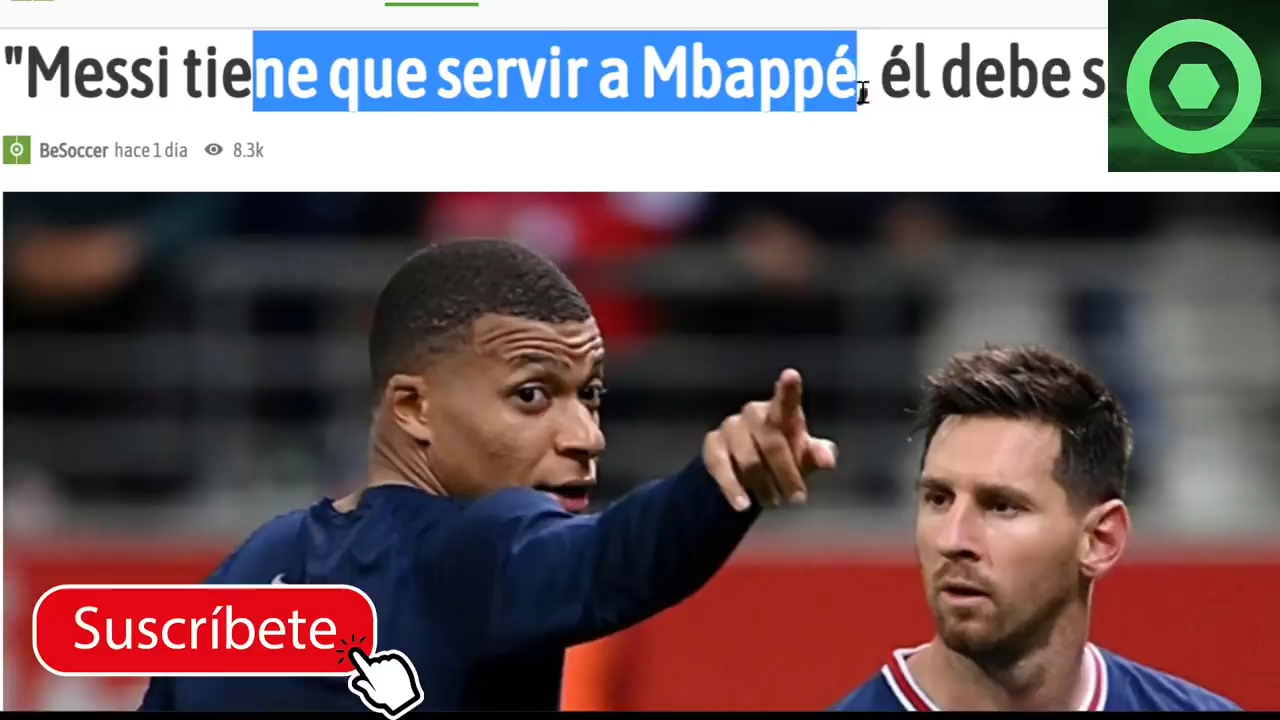 "Messi tiene que servir a Mbappé, él debe s
BeSoccer hace 1 día 8.3k
Suscríbete